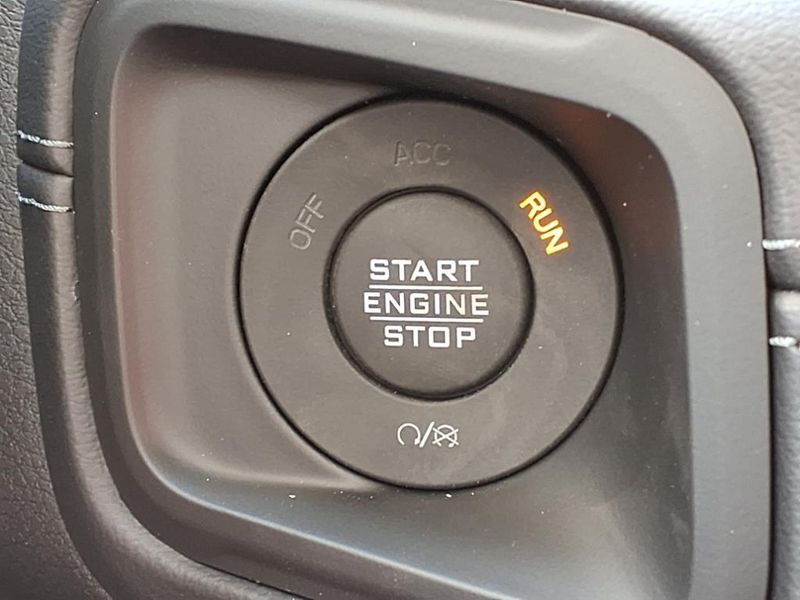 ACC
OFF
RUN
START
ENGINE
STOP